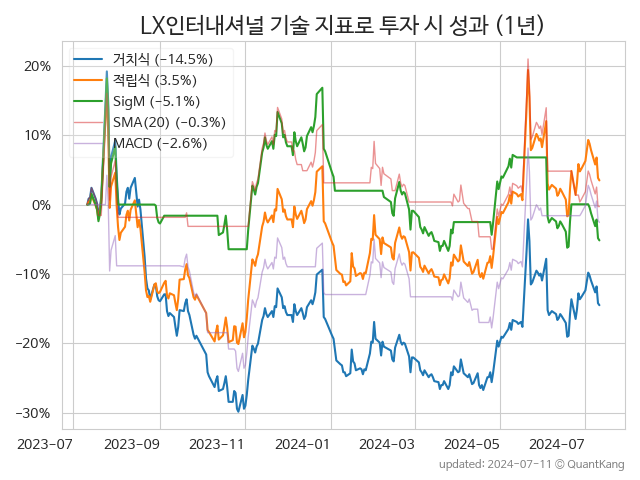 LX인터내셔널 기술 지표로 투자 시 성과 (1년)
거치식 (−14.5%)
적립식 (3.5%)
SigM (−5.1%)
SMA(20) (−0.3%)
MACD (−2.6%)
20%
10%
0%
−10%
−20%
−30%
2023-07 2023-09 2023-11 2024-01 2024-03 2024-05 2024-07
updated: 2024-07-11 © QuantKang